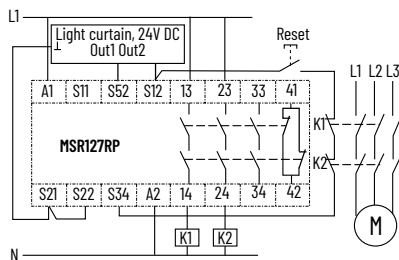 L1
Light curtain, 24V DC
Out1 Out2
Reset
L1 L2 L3
A1 S11 S52 S12 13 23 33 41
MSR127RP
K1
K2
S21 S22 S34 A2 14 24 34 42
K1 K2
M
N